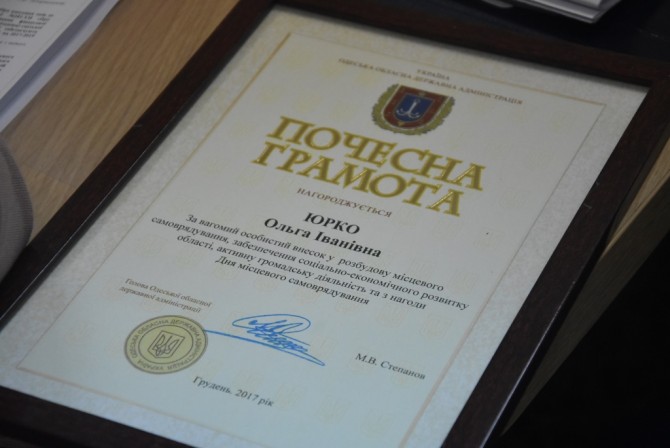 УКРАЇНА
ОДЕСЬКА ОБЛАСНА ДЕРЖАВНА АДМІНІСТРАЦІЯ
ПОЧЕСНА
ГРАМОТА
НАГОРОДЖУЄТЬСЯ
ЮРКО
Ольга Іванівна
За вагомий особистий внесок у розбудову місцевого
самоврядування, забезпечення соціально-економічного розвитку
області, активну громадську діяльність та з нагоди
Дня місцевого самоврядування
Голова Одеської обласної
державної адміністрації
М.В. Степанов
Грудень, 2017 рік